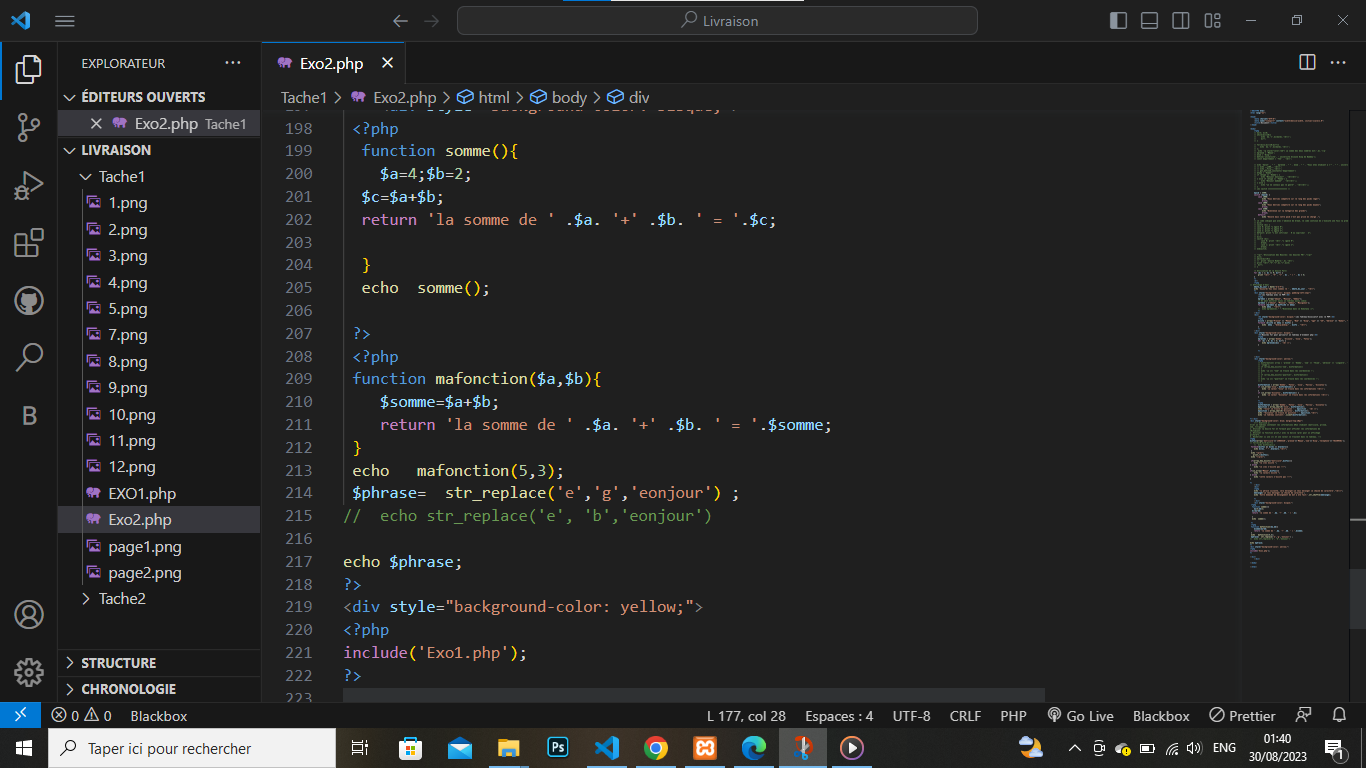 Livraison
EXPLORATEUR
ÉDITEURS OUVERTS
Exo2.php Tache1
LIVRAISON
Tache1
1.png
2.png
3.png
4.png
5.png
7.png
8.png
9.png
10.png
11.png
12.png
EXO1.php
Exo2.php
page1.png
page2.png
Tache2
STRUCTURE
CHRONOLOGIE
Exo2.php
Tache1 > Exo2.php > html > body > div
198 <?php
199 function somme(){
200 $a=4;$b=2;
201 $c=$a+$b;
202 return 'la somme de ' .$a. '+' .$b. ' = '.$c;
203
204 }
205 echo  somme();
206
207 ?>
208 <?php
209 function mafonction($a,$b){
210 $somme=$a+$b;
211 return 'la somme de ' .$a. '+' .$b. ' = '.$somme;
212 }
213 echo   mafonction(5,3);
214 $phrase=  str_replace('e','g','eonjour') ;
215 //  echo str_replace('e', 'b','eonjour')
216
217 echo $phrase;
218 ?>
219 <div style="background-color: yellow;">
220 <?php
221 include('Exo1.php');
222 ?>
223
0 0 Blackbox
L 177, col 28 Espaces : 4 UTF-8 CRLF PHP Go Live Blackbox Prettier
B
Taper ici pour rechercher
Ps
ENG
01:40
30/08/2023
1